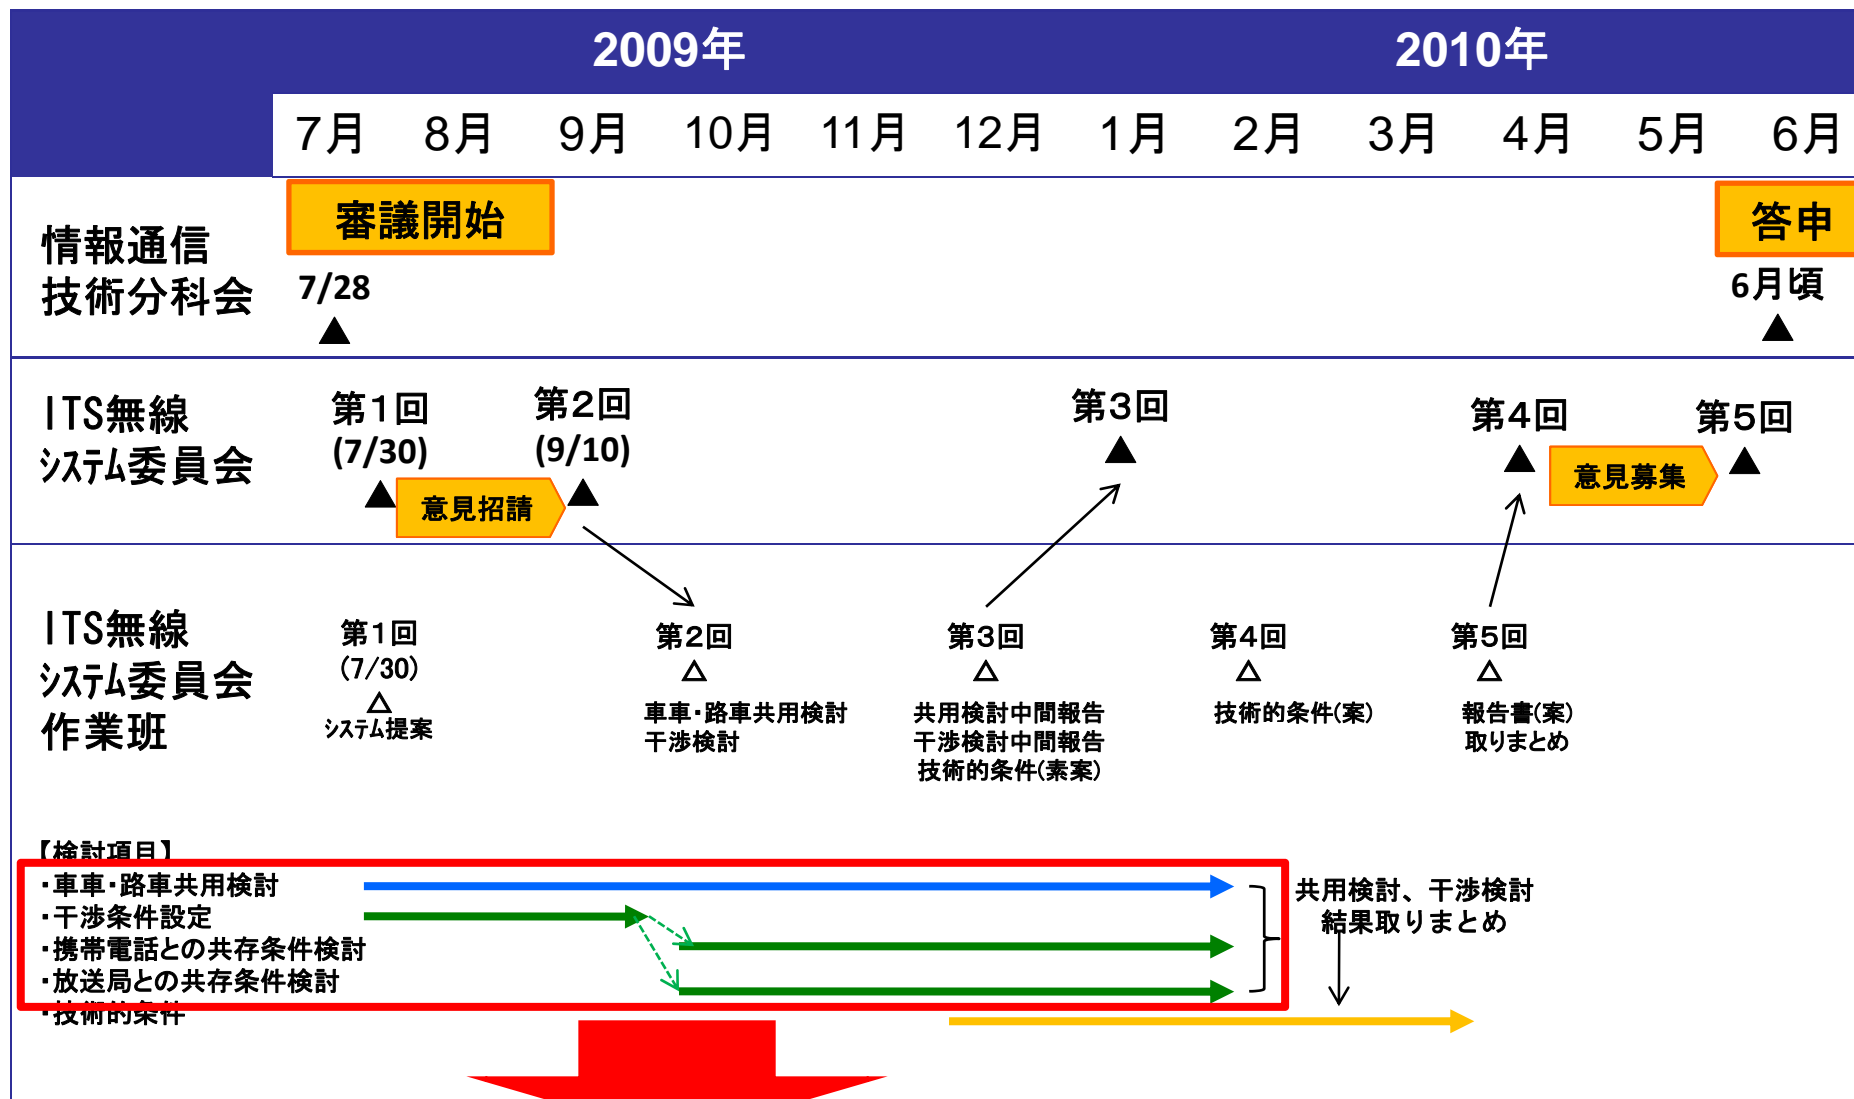 2009年 2010年
7月 8月 9月 10月 11月 12月 1月 2月 3月 4月 5月 6月
情報通信
技術分科会
審議開始
7/28
▲
答申
6月頃
▲
ITS無線
システム委員会
第1回
(7/30)
▲
意見招請
第2回
(9/10)
▲
第3回
▲
第4回
▲
意見募集
第5回
▲
ITS無線
システム委員会
作業班
第1回
(7/30)
△
システム提案
第2回
△
車車・路車共用検討
干渉検討
第3回
△
共用検討中間報告
干渉検討中間報告
技術的条件(素案)
第4回
△
技術的条件(案)
第5回
△
報告書(案)
取りまとめ
【検討項目】
・車車・路車共用検討
・干渉条件設定
・携帯電話との共存条件検討
・放送局との共存条件検討
・技術的条件
共用検討、干渉検討
結果取りまとめ